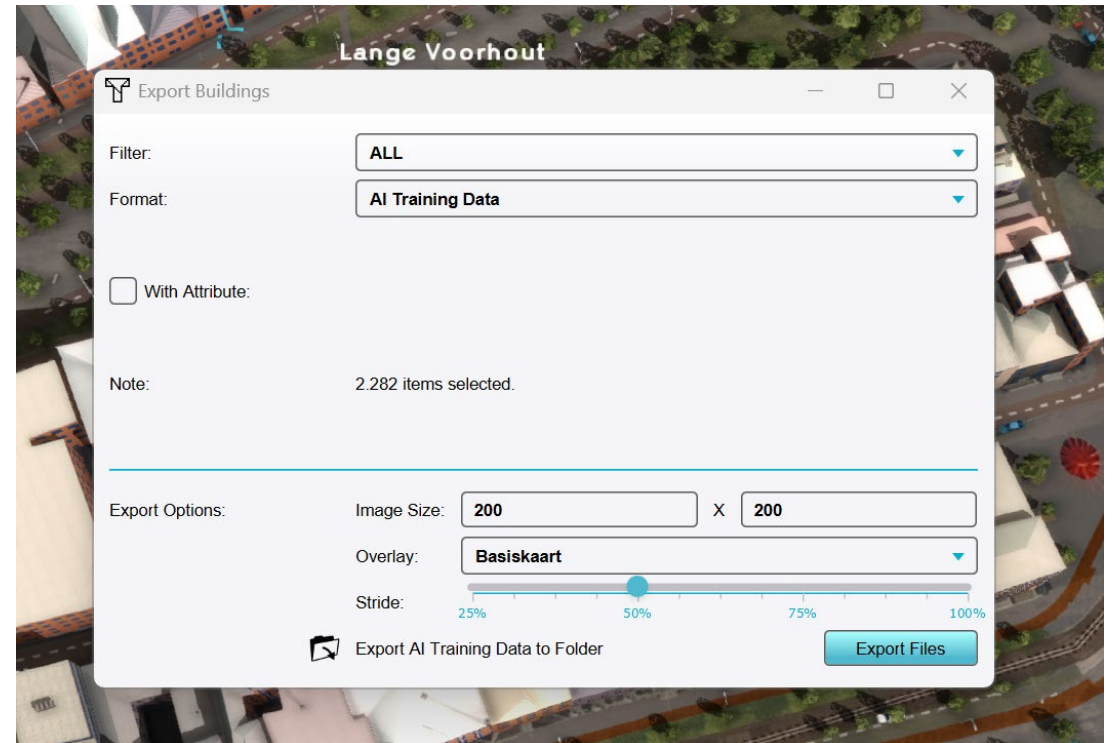 Lange Voorhout
Export Buildings
Filter: ALL
Format: AI Training Data
With Attribute:
Note: 2.282 items selected.
Export Options: Image Size: 200 X 200
Overlay: Basiskaart
Stride:
25% 50% 75% 100%
Export AI Training Data to Folder Export Files